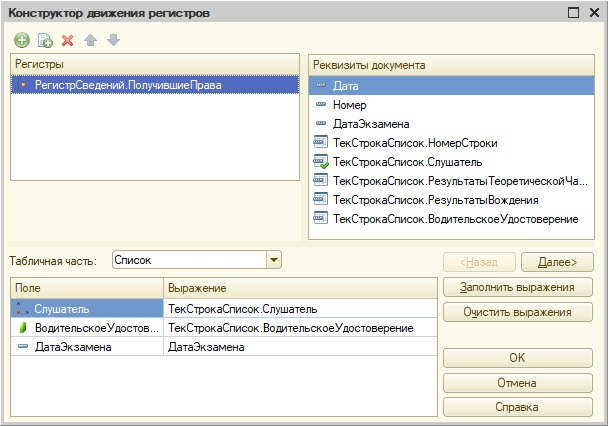 Конструктор движения регистров
Регистры
РегистрСведений.ПолучившиеПрава
Реквизиты документа
Дата
Номер
ДатаЭкзамена
ТекСтрокаСписок.НомерСтроки
ТекСтрокаСписок.Слушатель
ТекСтрокаСписок.РезультатыТеоретическойЧа...
ТекСтрокаСписок.РезультатыВождения
ТекСтрокаСписок.ВодительскоеУдостоверение
Табличная часть: Список
<Назад Далее>
Поле Выражение
Слушатель ТекСтрокаСписок.Слушатель
ВодительскоеУдостов... ТекСтрокаСписок.ВодительскоеУдостоверение
ДатаЭкзамена ДатаЭкзамена
Заполнить выражения
Очистить выражения
OK
Отмена
Справка